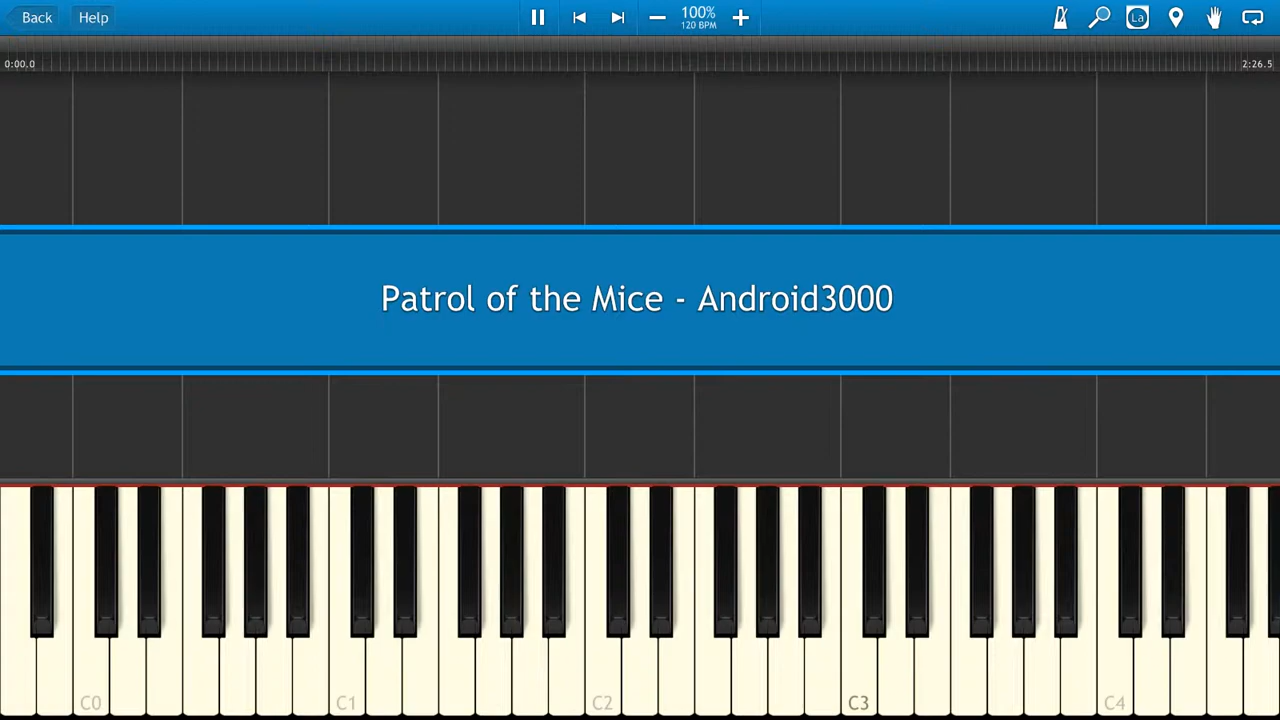 Back Help 100% La
120 BPM
0:00.0 2:26.5
Patrol of the Mice - Android3000
C0 C1 C2 C3 C4